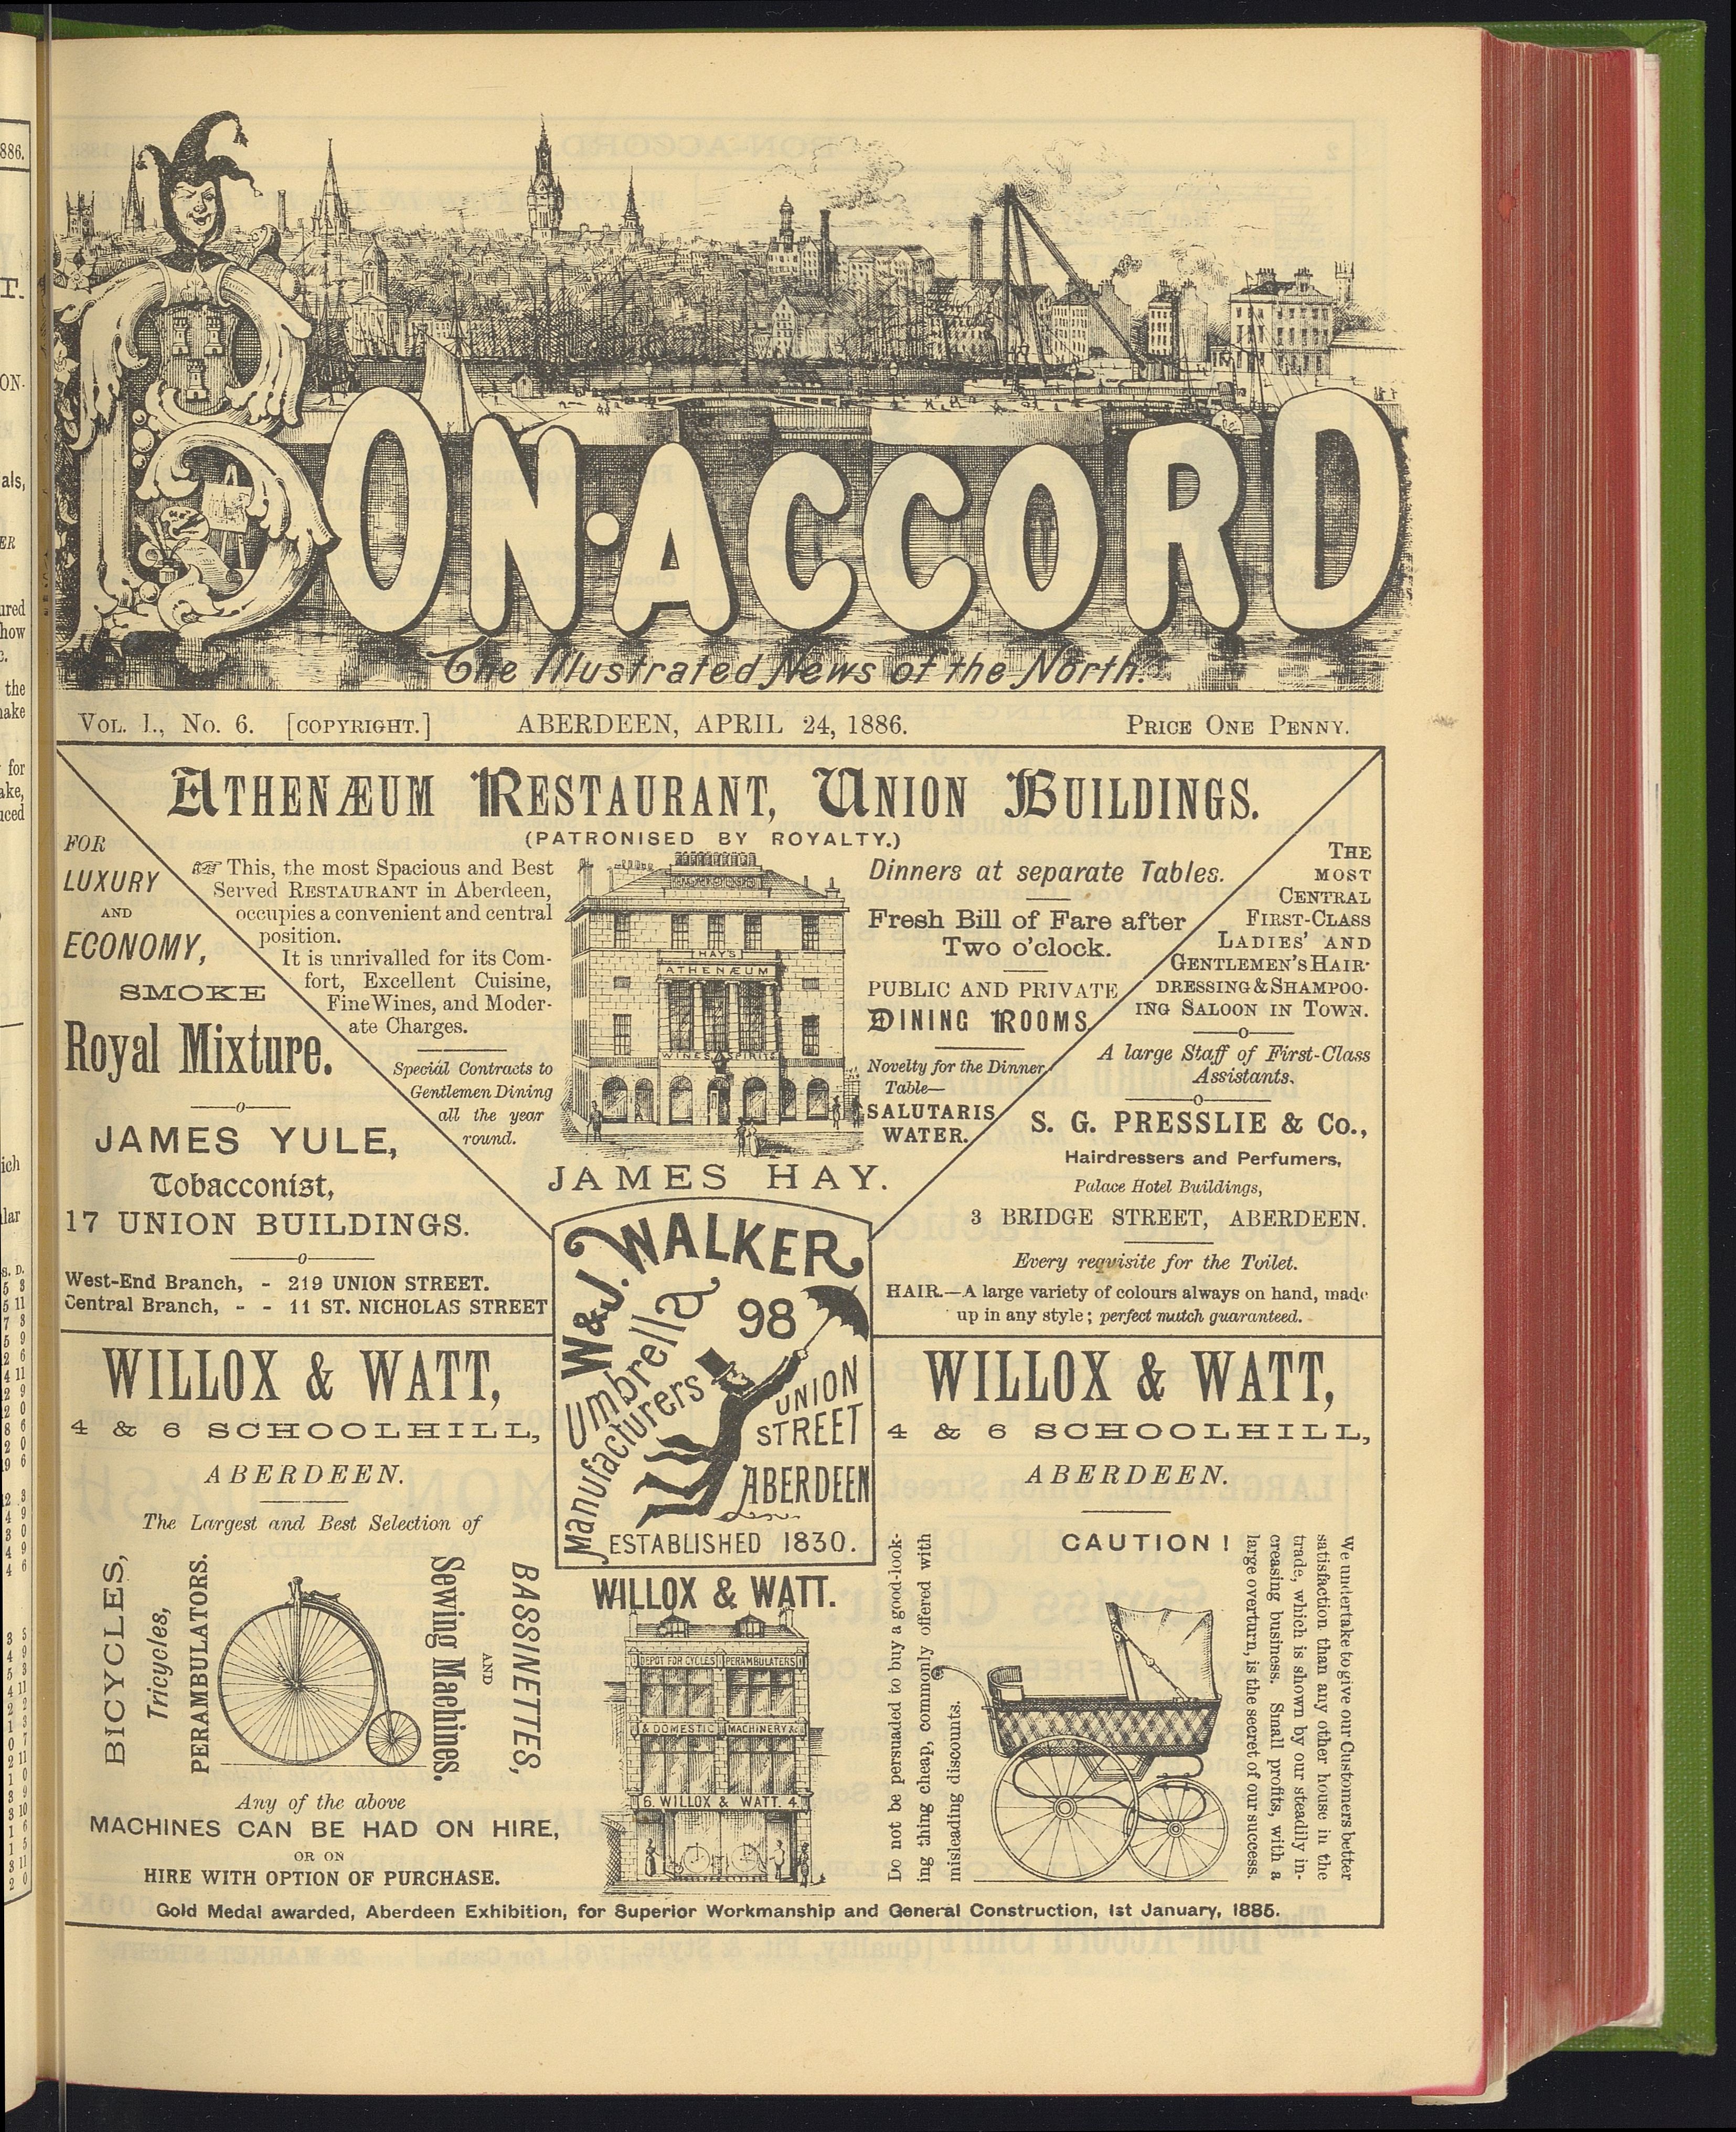 BON·ACCORD
The Illustrated News of the North.
VOL. I., NO. 6. [COPYRIGHT.] ABERDEEN, APRIL 24, 1886. PRICE ONE PENNY.
ATHENÆUM RESTAURANT, UNION BUILDINGS.
(PATRONISED BY ROYALTY.)
☞ This, the most Spacious and Best
Served RESTAURANT in Aberdeen,
occupies a convenient and central
position.
It is unrivalled for its Com-
fort, Excellent Cuisine,
Fine Wines, and Moder-
ate Charges.
Special Contracts to
Gentlemen Dining
all the year
round.
HAY'S
ATHENÆUM
WINES & SPIRITS
JAMES HAY.
Dinners at separate Tables.
Fresh Bill of Fare after
Two o'clock.
PUBLIC AND PRIVATE
DINING ROOMS
Novelty for the Dinner
Table—
SALUTARIS
WATER.
FOR
LUXURY
AND
ECONOMY,
SMOKE
Royal Mixture.
JAMES YULE,
Tobacconist,
17 UNION BUILDINGS.
West-End Branch, - 219 UNION STREET.
Central Branch, - - 11 ST. NICHOLAS STREET
THE
MOST
CENTRAL
FIRST-CLASS
LADIES' AND
GENTLEMEN'S HAIR-
DRESSING & SHAMPOO-
ING SALOON IN TOWN.
A large Staff of First-Class
Assistants.
S. G. PRESSLIE & Co.,
Hairdressers and Perfumers,
Palace Hotel Buildings,
3 BRIDGE STREET, ABERDEEN.
Every requisite for the Toilet.
HAIR.—A large variety of colours always on hand, made
up in any style; perfect match guaranteed.
W & J. WALKER
Umbrella
Manufacturers
98
UNION
STREET
ABERDEEN
ESTABLISHED 1830.
WILLOX & WATT,
4 & 6 SCHOOLHILL,
ABERDEEN.
The Largest and Best Selection of
BICYCLES,
Tricycles,
PERAMBULATORS.
Sewing Machines.
AND
BASSINETTES,
Any of the above
MACHINES CAN BE HAD ON HIRE,
OR ON
HIRE WITH OPTION OF PURCHASE.
WILLOX & WATT.
DEPOT FOR CYCLES PERAMBULATERS
& DOMESTIC MACHINERY &
6. WILLOX & WATT. 4
WILLOX & WATT,
4 & 6 SCHOOLHILL,
ABERDEEN.
CAUTION!
Do not be persuaded to buy a good-look-
ing thing cheap, commonly offered with
misleading discounts.
We undertake to give our Customers better
satisfaction than any other house in the
trade, which is shown by our steadily in-
creasing business. Small profits, with a
large overturn, is the secret of our success.
Gold Medal awarded, Aberdeen Exhibition, for Superior Workmanship and General Construction, 1st January, 1885.